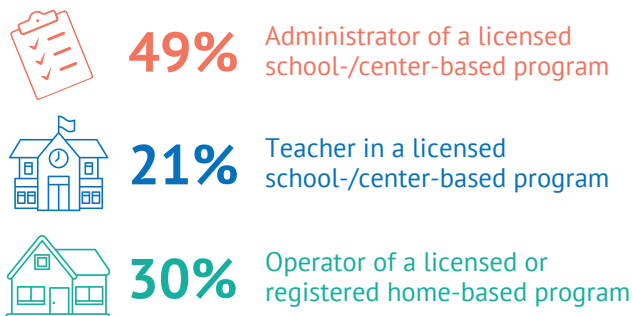 49%
Administrator of a licensed
school-/center-based program
21%
Teacher in a licensed
school-/center-based program
30%
Operator of a licensed or
registered home-based program